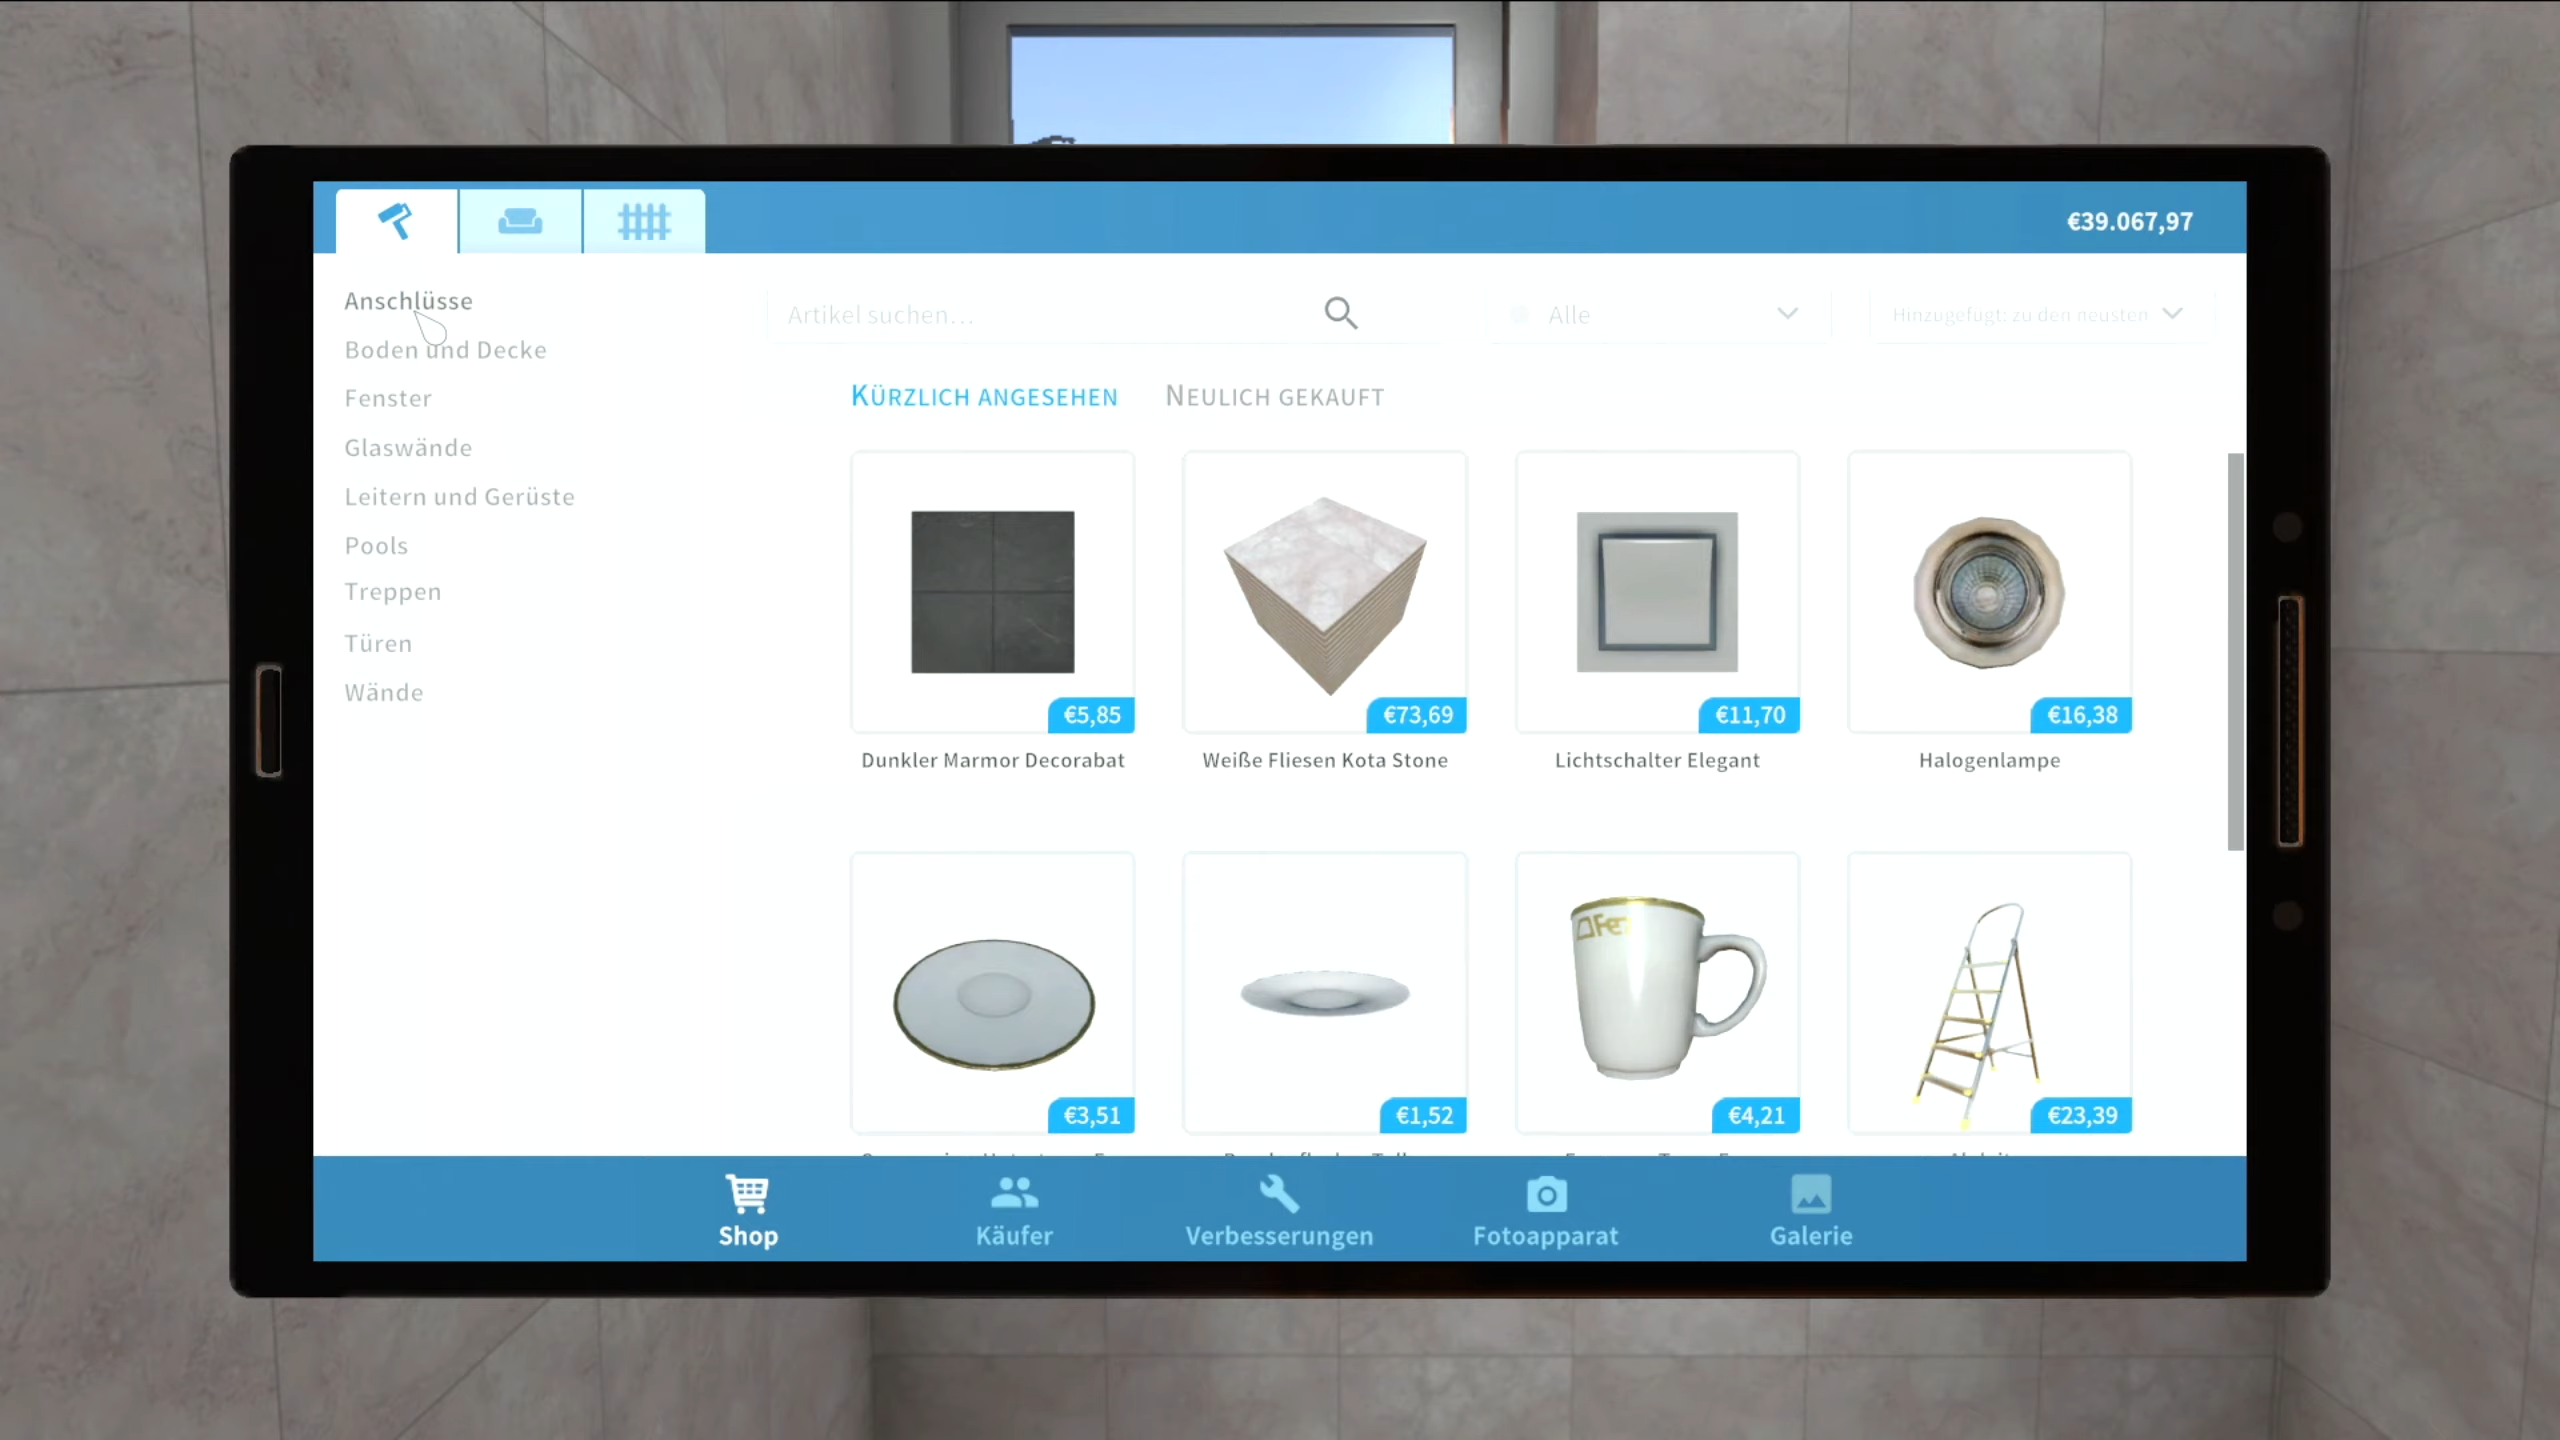 €39.067,97
Anschlüsse
Boden und Decke
Fenster
Glaswände
Leitern und Gerüste
Pools
Treppen
Türen
Wände
Artikel suchen...
Alle
Hinzugefügt: zu den neusten
KÜRZLICH ANGESEHEN
NEULICH GEKAUFT
€5,85
€73,69
€11,70
€16,38
Dunkler Marmor Decorabat
Weiße Fliesen Kota Stone
Lichtschalter Elegant
Halogenlampe
€3,51
€1,52
€4,21
€23,39
Shop
Käufer
Verbesserungen
Fotoapparat
Galerie